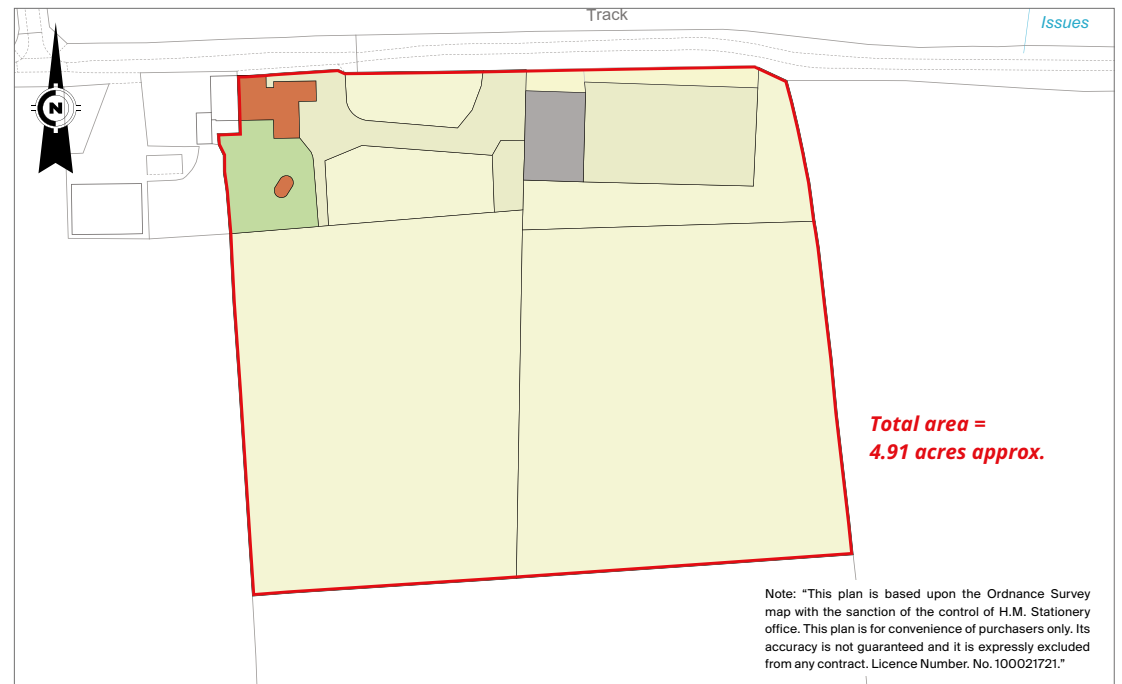 Track
Issues
N
Total area =
4.91 acres approx.
Note: “This plan is based upon the Ordnance Survey
map with the sanction of the control of H.M. Stationery
office. This plan is for convenience of purchasers only. Its
accuracy is not guaranteed and it is expressly excluded
from any contract. Licence Number. No. 100021721.”